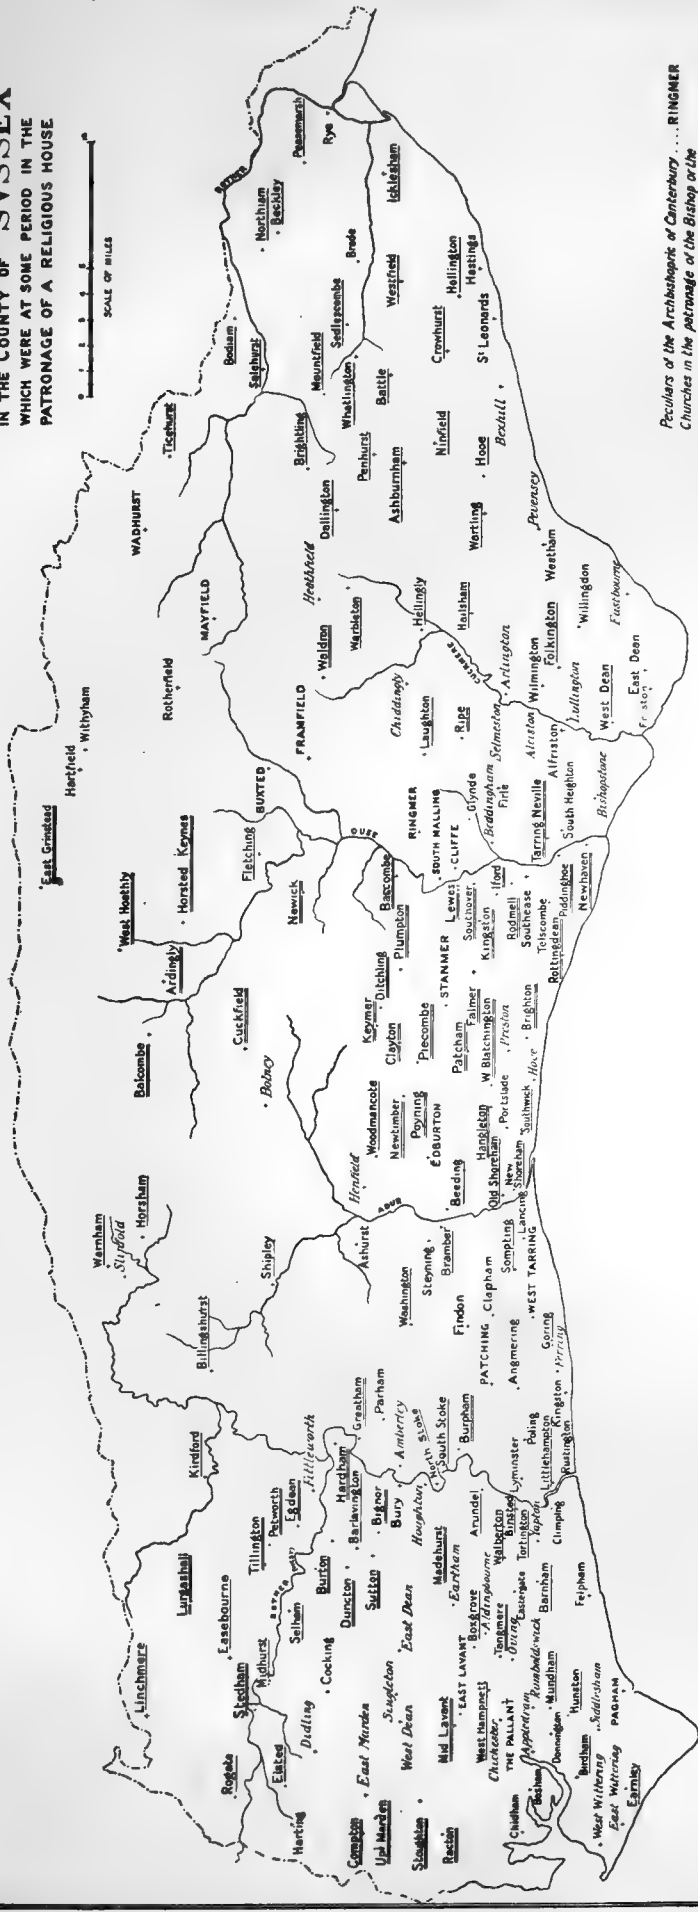 IN THE COUNTY OF SVSSEX
WHICH WERE AT SOME PERIOD IN THE
PATRONAGE OF A RELIGIOUS HOUSE
SCALE OF MILES
Linchmere
Lurgashall
Kirdford
Rogate
Stedham
Easebourne
Midhurst
Tillington
Petworth
Egdean
Fittleworth
Harting
Elsted
Didling
Selham
ROTHER
Cocking
Burton
Duncton
Barlavington
Hardham
Greatham
Parham
Compton
East Marden
Up Marden
Singleton
Sutton
Bignor
Bury
Amberley
Stoughton
West Dean
East Dean
Houghton
North Stoke
South Stoke
Racton
Mid Lavant
EAST LAVANT
Madehurst
Eartham
Arundel
Burpham
West Hampnett
Boxgrove
Aldingbourne
Walberton
Binsted
Lyminster
Chichester
THE PALLANT
Tangmere
Oving
Eastergate
Tortington
Poling
Angmering
Chidham
Appledram
Rumboldswick
Yapton
Littlehampton
Kingston
Ferring
Goring
Bosham
Donnington
Mundham
Barnham
Climping
Rustington
Birdham
Hunston
Sidlesham
PAGHAM
Felpham
West Wittering
East Wittering
Earnley
Warnham
Slinfold
Horsham
Billingshurst
Shipley
Ashurst
Henfield
ADUR
Washington
Steyning
Bramber
Beeding
Findon
PATCHING
Clapham
Sompting
Lancing
WEST TARRING
Old Shoreham
New Shoreham
Southwick
Portslade
Hangleton
Hove
Preston
Brighton
W Blatchington
Balcombe
Ardingly
West Hoathly
East Grinstead
Horsted Keynes
Cuckfield
Bolney
Woodmancote
Newtimber
Poyning
EDBURTON
Keymer
Clayton
Ditchling
Piecombe
Patcham
Falmer
STANMER
Plumpton
Barcombe
Newick
Fletching
BUXTED
OUSE
RINGMER
SOUTH MALLING
CLIFFE
Lewes
Southover
Kingston
Iford
Rodmell
Southease
Telscombe
Rottingdean
Piddinghoe
Newhaven
Glynde
Beddingham
Firle
Tarring Neville
South Heighton
Bishopstone
Hartfield
Withyham
Rotherfield
FRAMFIELD
MAYFIELD
WADHURST
Ticehurst
Waldron
Heathfield
Warbleton
Chiddingly
Laughton
Ripe
Selmeston
Hellingly
CUCKMERE
Hailsham
Arlington
Alciston
Alfriston
Wilmington
Folkington
Lullington
West Dean
East Dean
Friston
Willingdon
Eastbourne
Westham
Pevensey
Bodiam
Salehurst
Brightling
Dallington
Mountfield
Whatlington
Sedlescombe
Penhurst
Ashburnham
Battle
Wartling
Hooe
Ninfield
Bexhill
Crowhurst
St Leonards
Hollington
Hastings
Westfield
Brede
Northiam
Beckley
ROTHER
Peasemarsh
Rye
Icklesham
Peculiars of the Archbishopric of Canterbury....RINGMER
Churches in the patronage of the Bishop or the